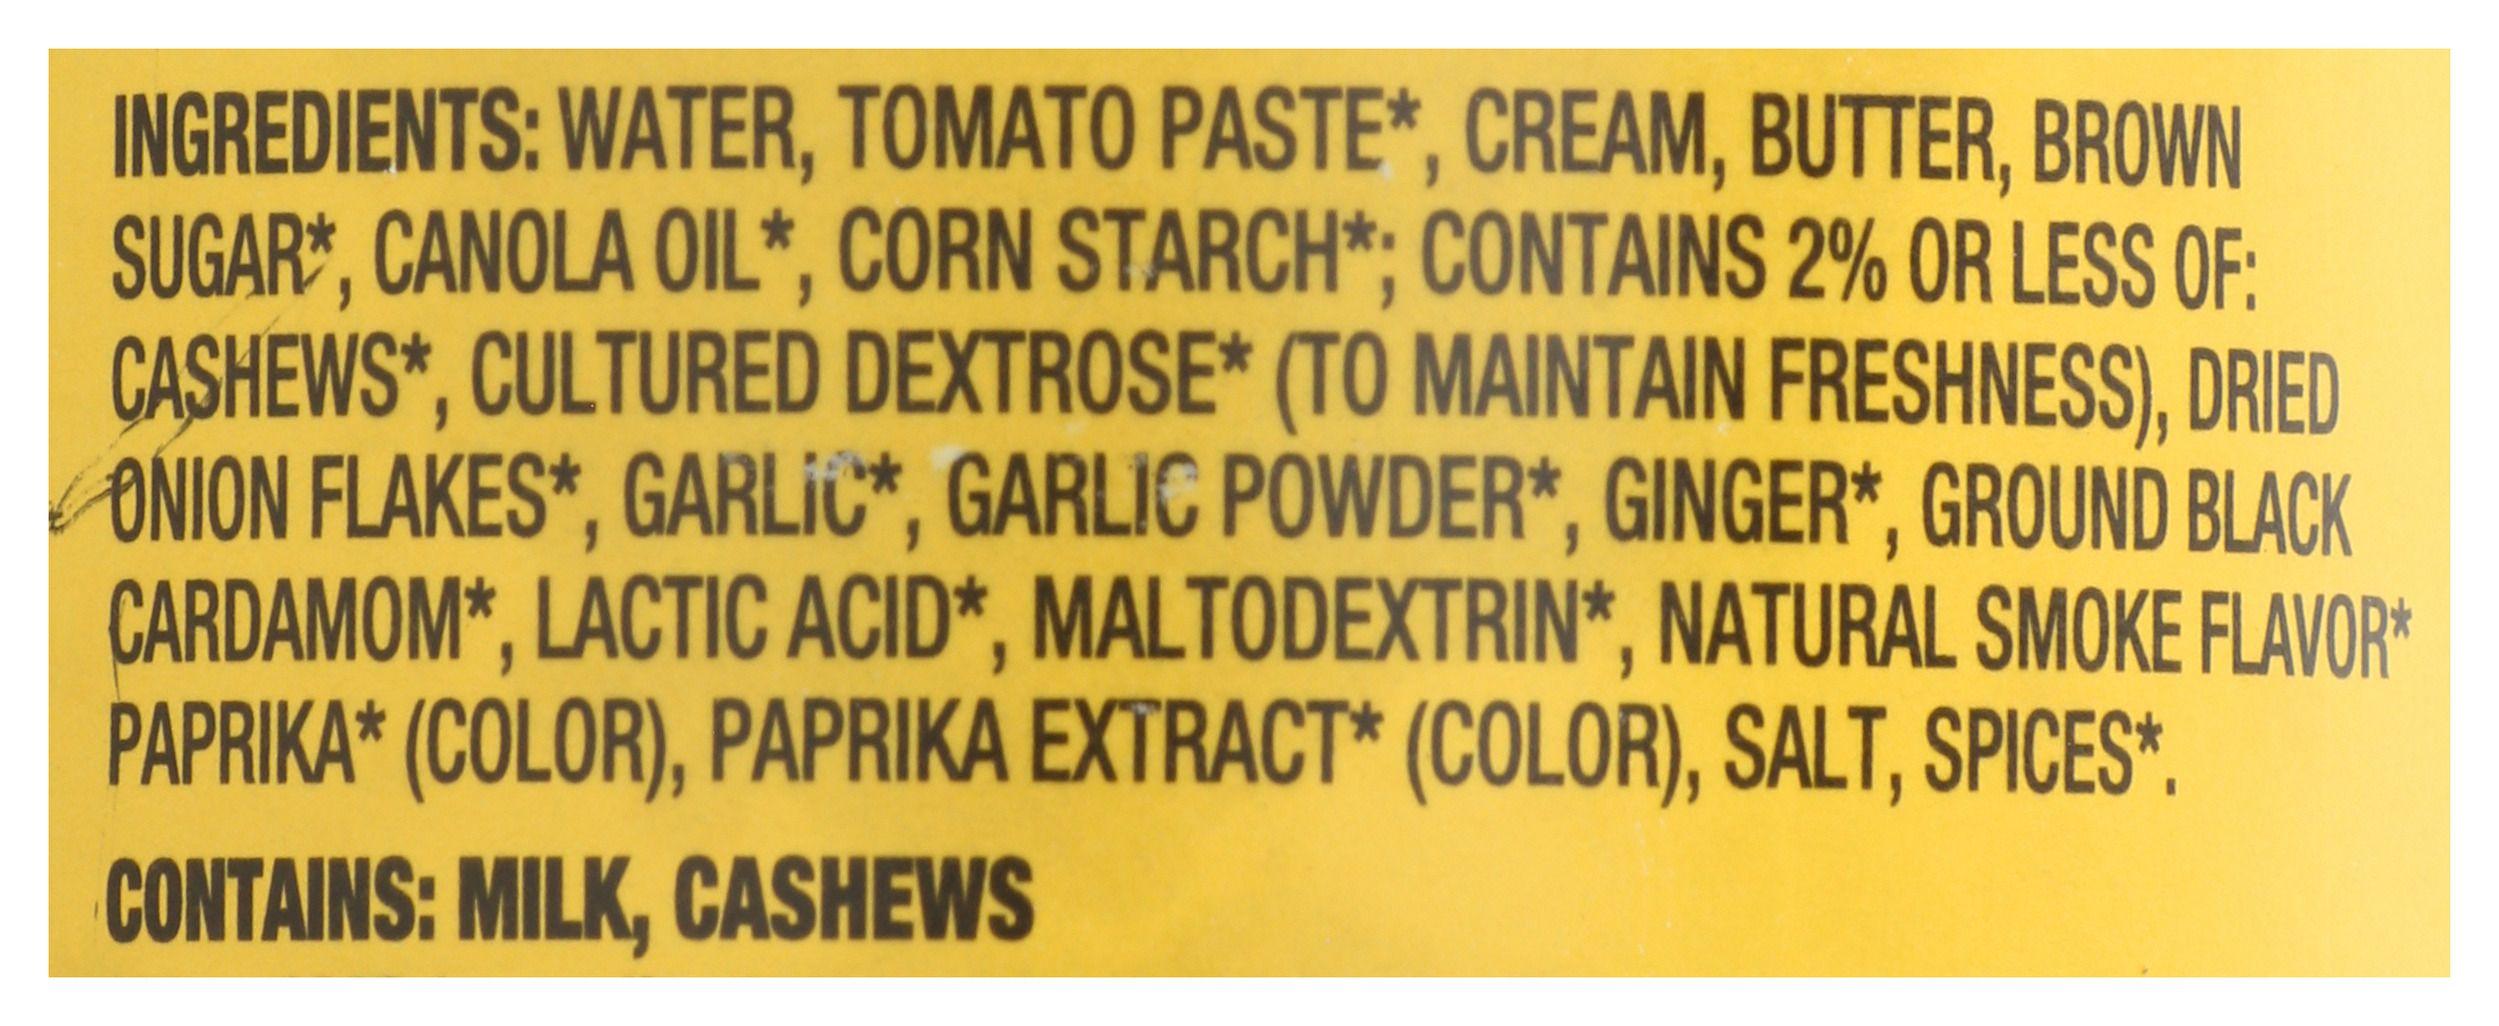 INGREDIENTS: WATER, TOMATO PASTE*, CREAM, BUTTER, BROWN
SUGAR*, CANOLA OIL*, CORN STARCH*; CONTAINS 2% OR LESS OF:
CASHEWS*, CULTURED DEXTROSE* (TO MAINTAIN FRESHNESS), DRIED
ONION FLAKES*, GARLIC*, GARLIC POWDER*, GINGER*, GROUND BLACK
CARDAMOM*, LACTIC ACID*, MALTODEXTRIN*, NATURAL SMOKE FLAVOR*
PAPRIKA* (COLOR), PAPRIKA EXTRACT* (COLOR), SALT, SPICES*.
CONTAINS: MILK, CASHEWS